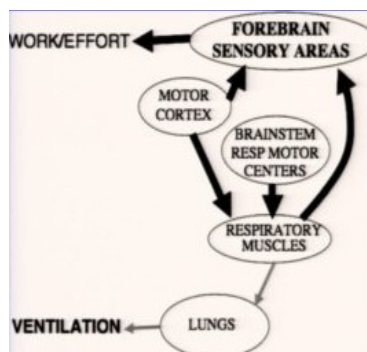 FOREBRAIN
SENSORY AREAS
WORK/EFFORT
MOTOR
CORTEX
BRAINSTEM
RESP MOTOR
CENTERS
RESPIRATORY
MUSCLES
LUNGS
VENTILATION